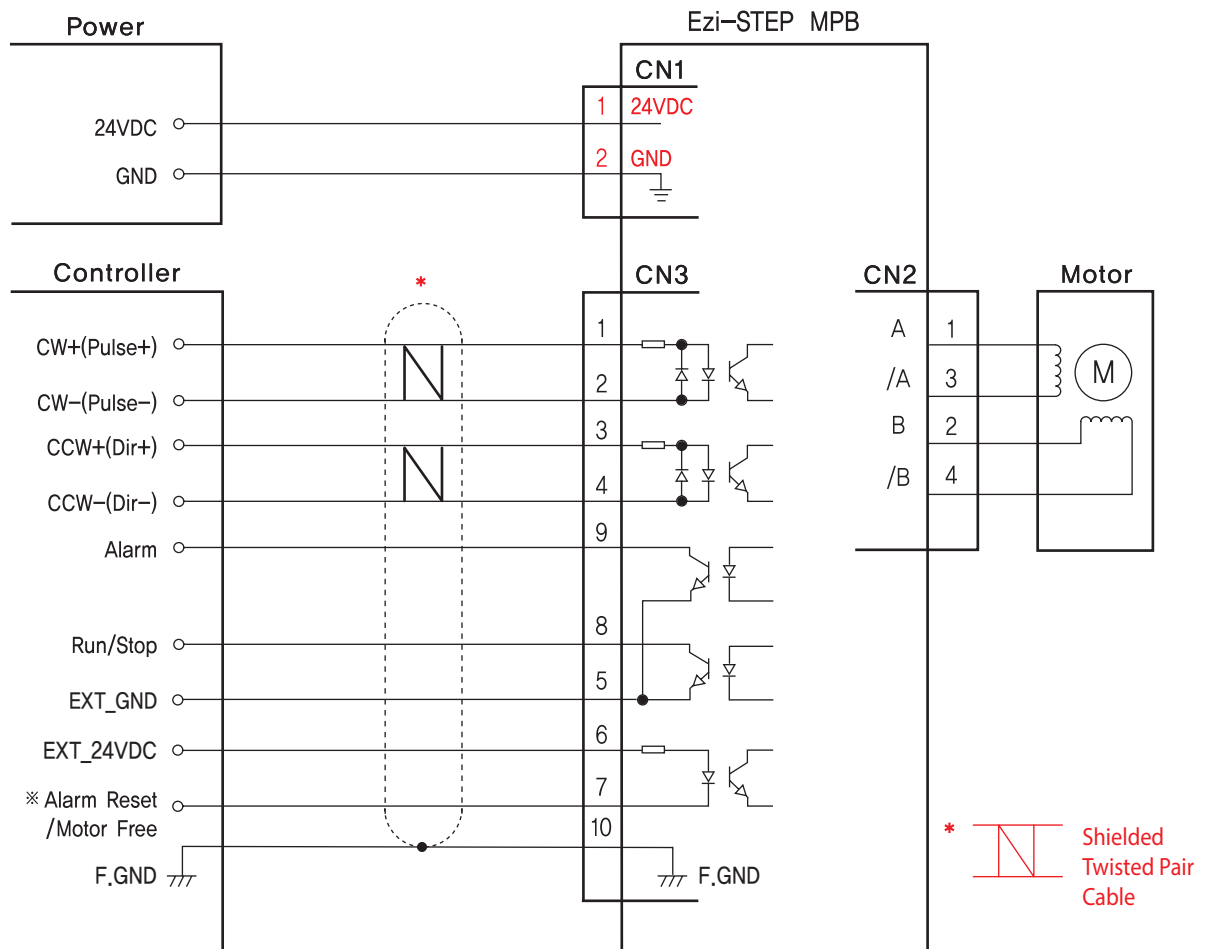 Power
Ezi-STEP MPB
CN1
1 24VDC
24VDC
2 GND
GND
Controller
*
CN3
CN2
Motor
1
A 1
CW+(Pulse+)
M
2
/A 3
CW-(Pulse-)
3
B 2
CCW+(Dir+)
4
/B 4
CCW-(Dir-)
9
Alarm
8
Run/Stop
5
EXT_GND
6
EXT_24VDC
7
※ Alarm Reset
/Motor Free
10
F.GND
F.GND
* Shielded
Twisted Pair
Cable